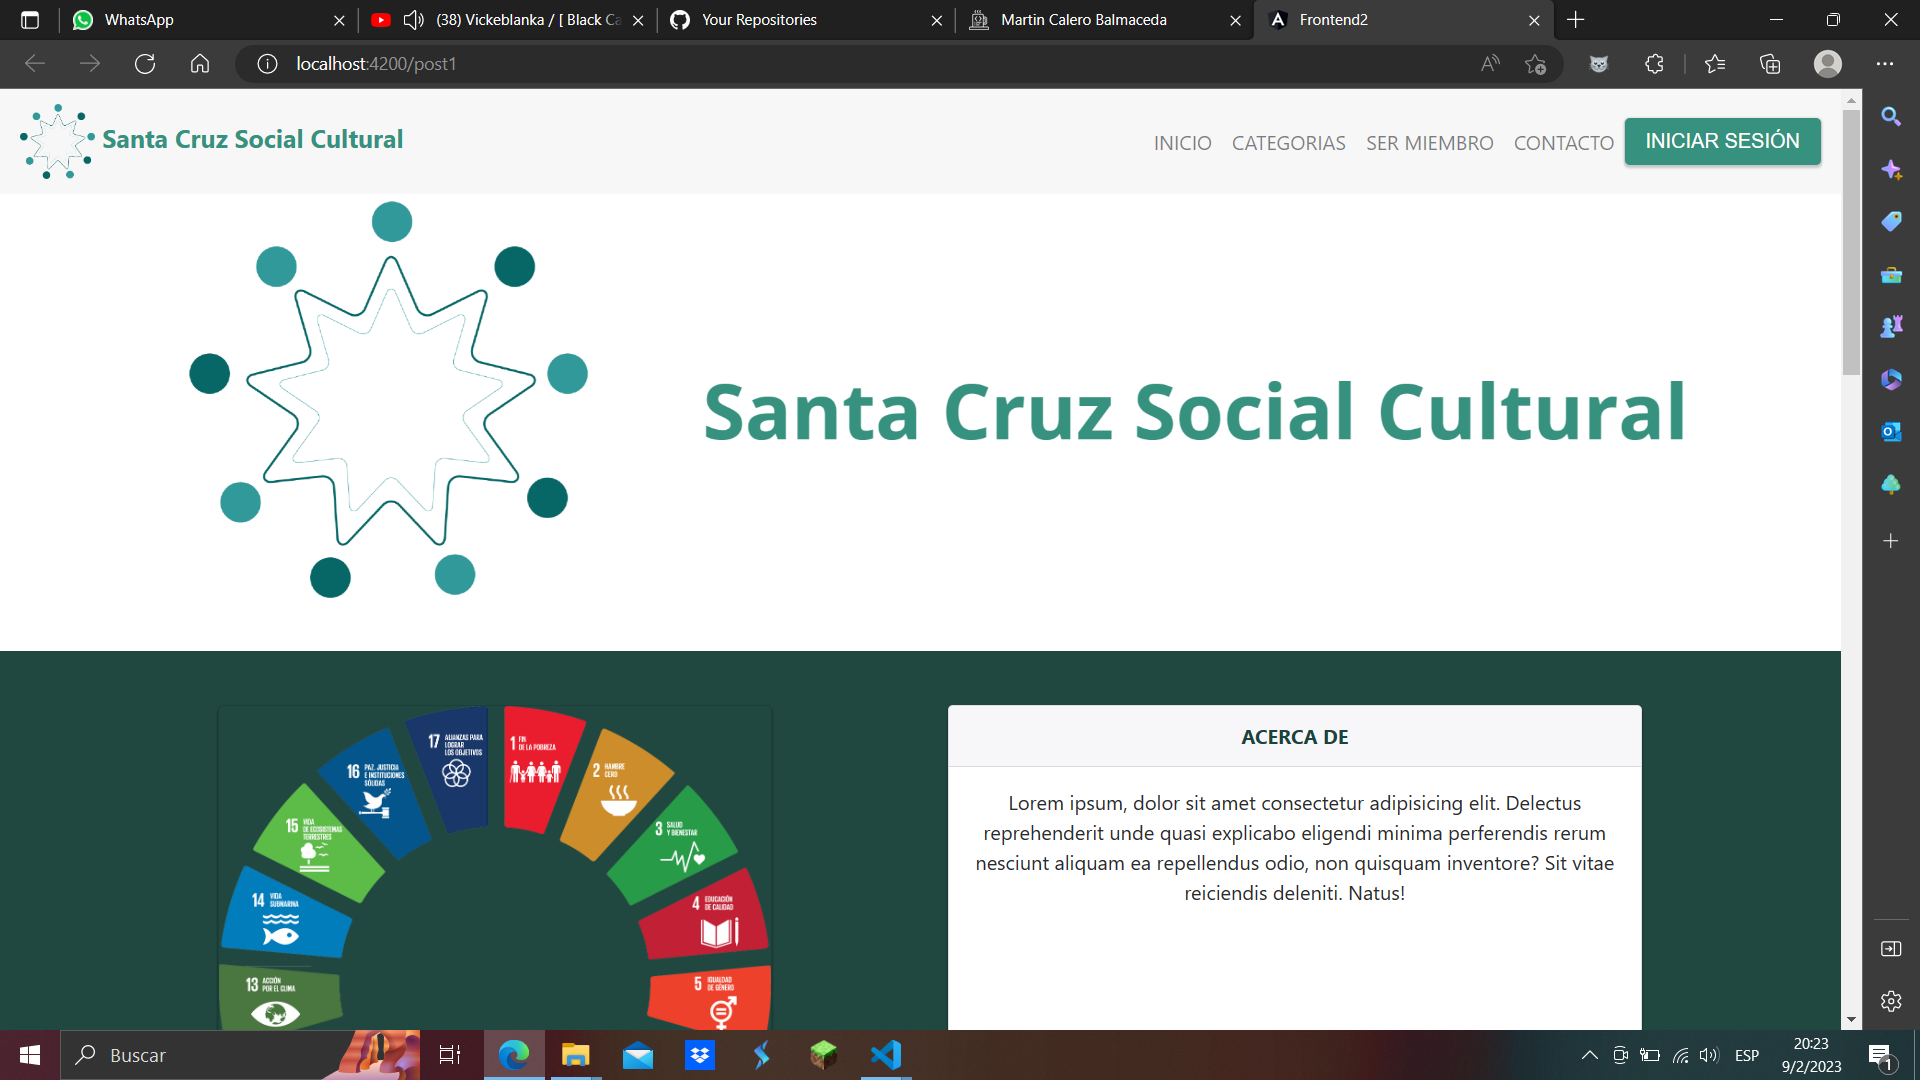 WhatsApp
(38) Vickeblanka / [ Black Ca
Your Repositories
Martin Calero Balmaceda
Frontend2
localhost:4200/post1
Santa Cruz Social Cultural
INICIO
CATEGORIAS
SER MIEMBRO
CONTACTO
INICIAR SESIÓN
Santa Cruz Social Cultural
17 ALIANZAS PARA
LOGRAR
LOS OBJETIVOS
1 FIN
DE LA POBREZA
16 PAZ, JUSTICIA
E INSTITUCIONES
SÓLIDAS
2 HAMBRE
CERO
15 VIDA
DE ECOSISTEMAS
TERRESTRES
3 SALUD
Y BIENESTAR
14 VIDA
SUBMARINA
4 EDUCACIÓN
DE CALIDAD
13 ACCIÓN
POR EL CLIMA
5 IGUALDAD
DE GÉNERO
ACERCA DE
Lorem ipsum, dolor sit amet consectetur adipisicing elit. Delectus
reprehenderit unde quasi explicabo eligendi minima perferendis rerum
nesciunt aliquam ea repellendus odio, non quisquam inventore? Sit vitae
reiciendis deleniti. Natus!
Buscar
ESP
20:23
9/2/2023
1